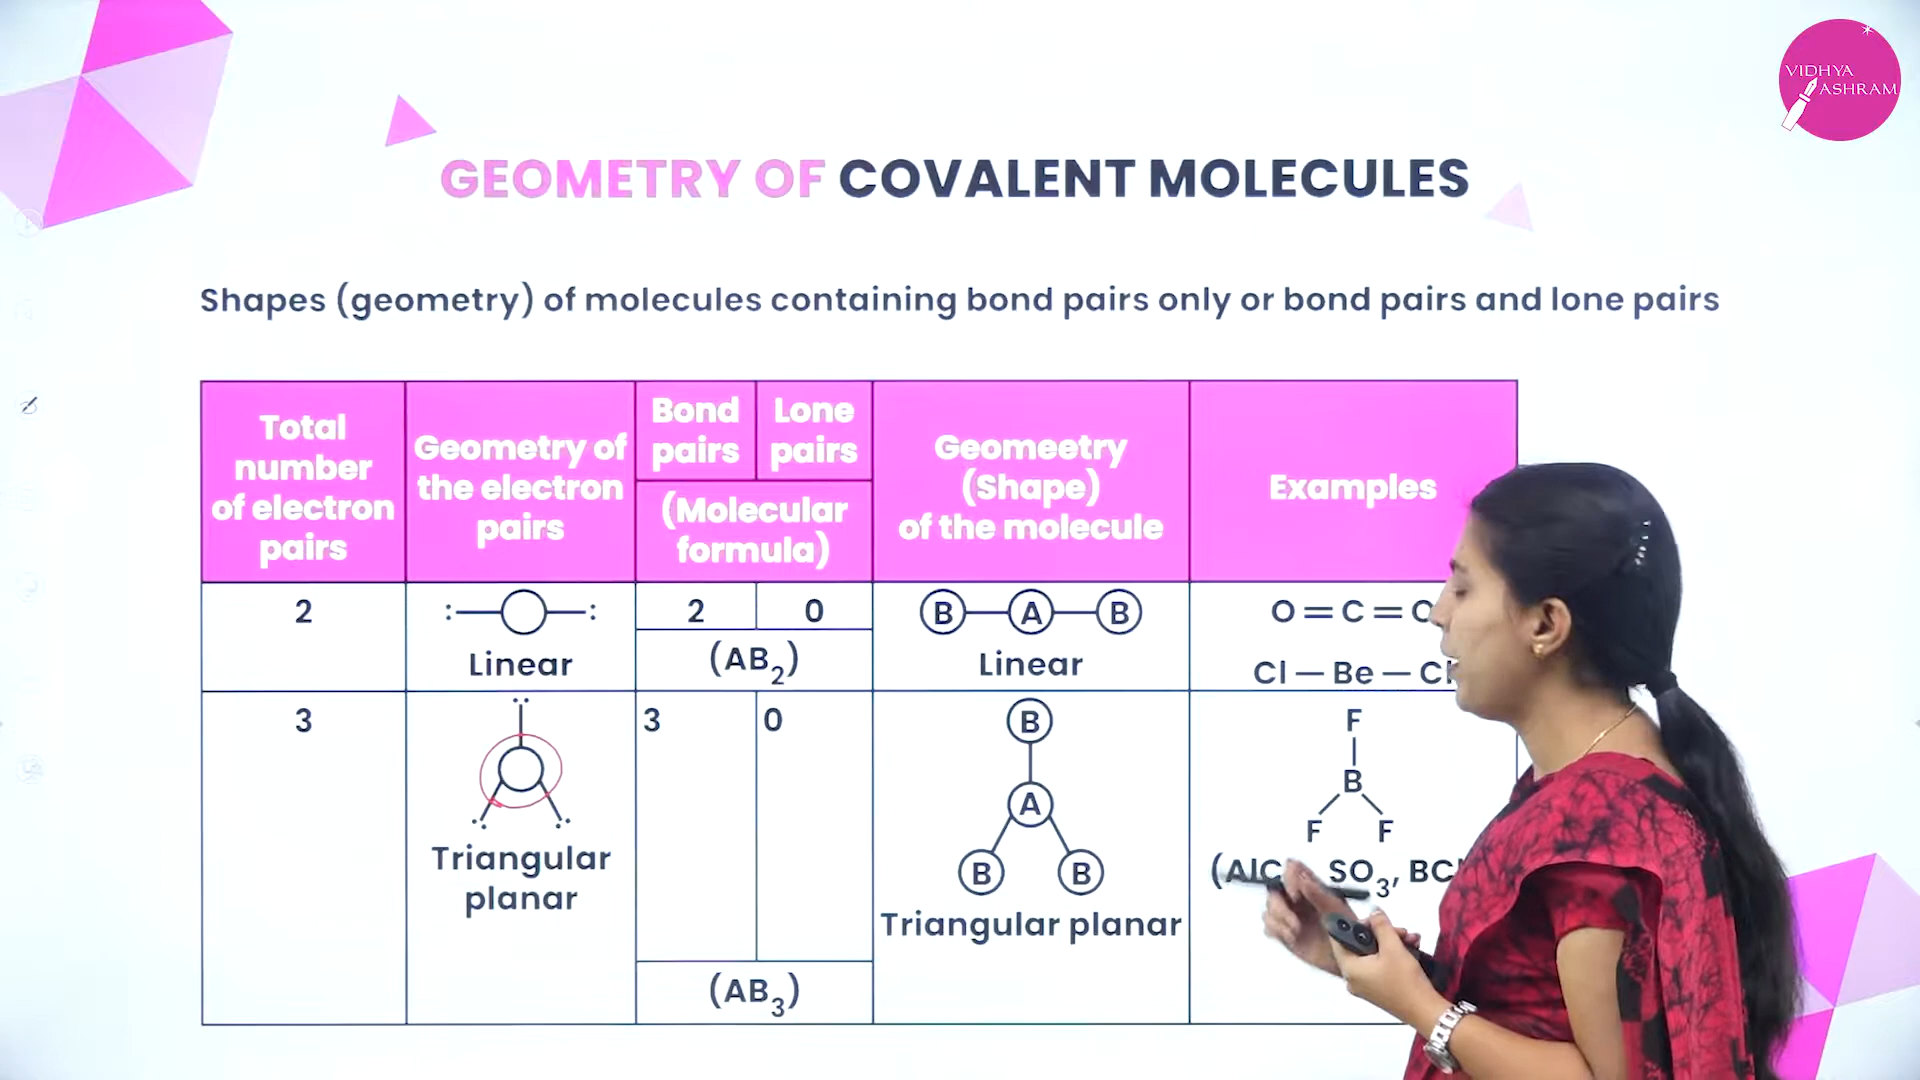 VIDHYA
ASHRAM
GEOMETRY OF COVALENT MOLECULES
Shapes (geometry) of molecules containing bond pairs only or bond pairs and lone pairs
Total
number
of electron
pairs
Geometry of
the electron
pairs
Bond
pairs
Lone
pairs
(Molecular
formula)
Geomeetry
(Shape)
of the molecule
Examples
2
: :
Linear
2 0
(AB₂)
B A B
Linear
O = C =
Cl — Be —
3
Triangular
planar
3 0
(AB₃)
B
A
B B
Triangular planar
F
B
F F
SO₃,